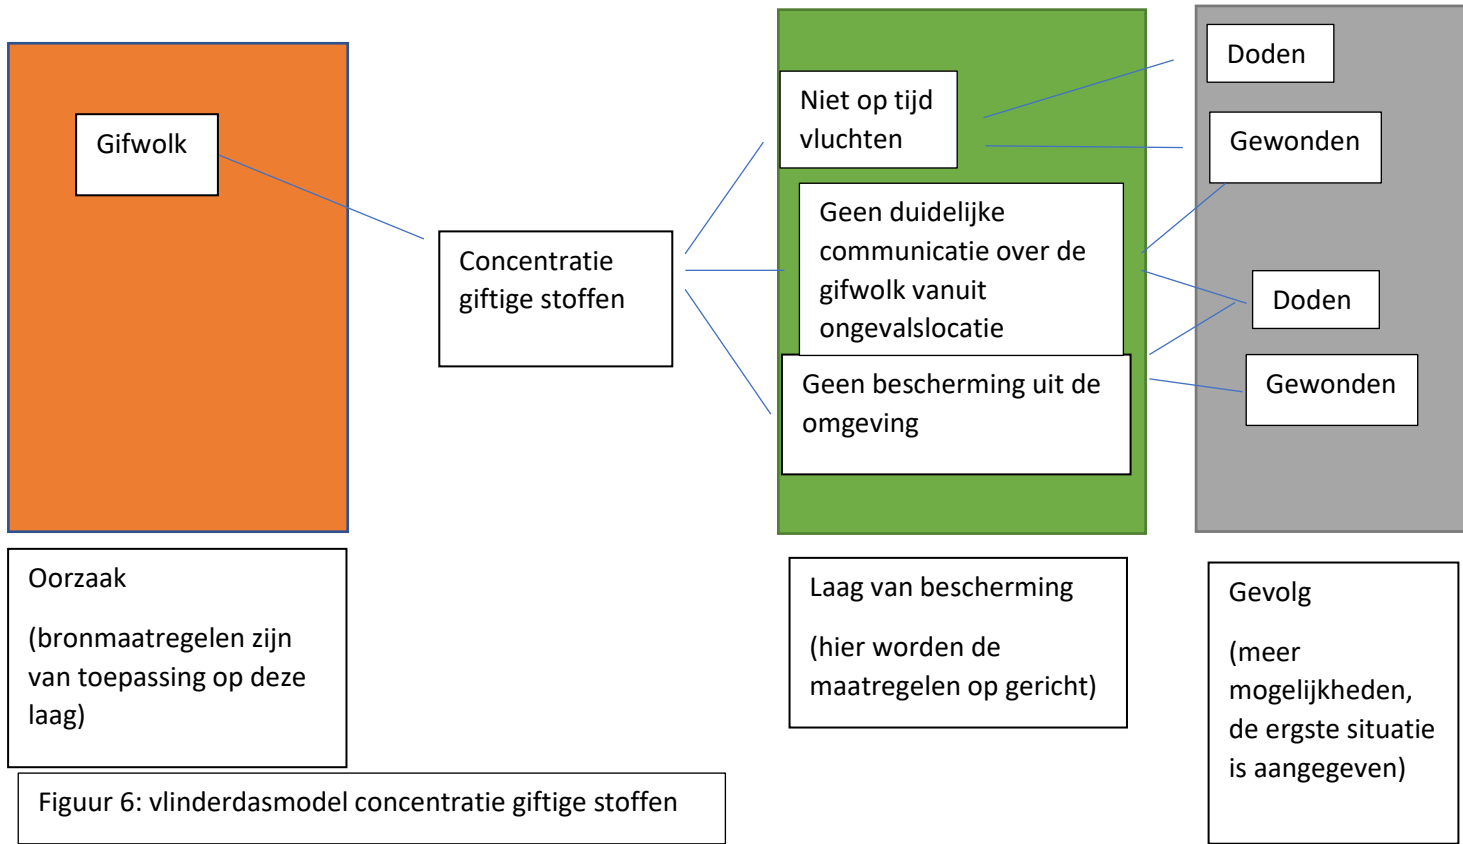 Gifwolk
Concentratie
giftige stoffen
Niet op tijd
vluchten
Geen duidelijke
communicatie over de
gifwolk vanuit
ongevalslocatie
Geen bescherming uit de
omgeving
Doden
Gewonden
Doden
Gewonden
Oorzaak
(bronmaatregelen zijn
van toepassing op deze
laag)
Laag van bescherming
(hier worden de
maatregelen op gericht)
Gevolg
(meer
mogelijkheden,
de ergste situatie
is aangegeven)
Figuur 6: vlinderdasmodel concentratie giftige stoffen